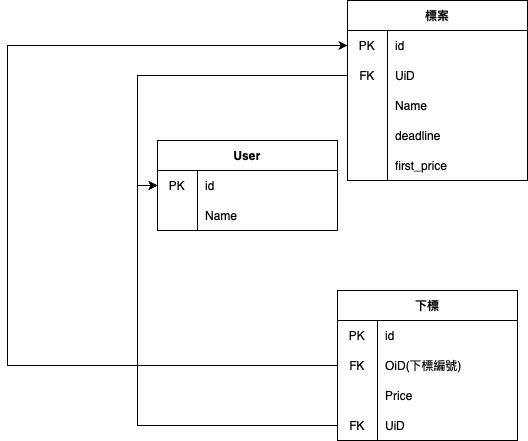 標案
PK id
FK UiD
Name
deadline
first_price
User
PK id
Name
下標
PK id
FK OiD(下標編號)
Price
FK UiD